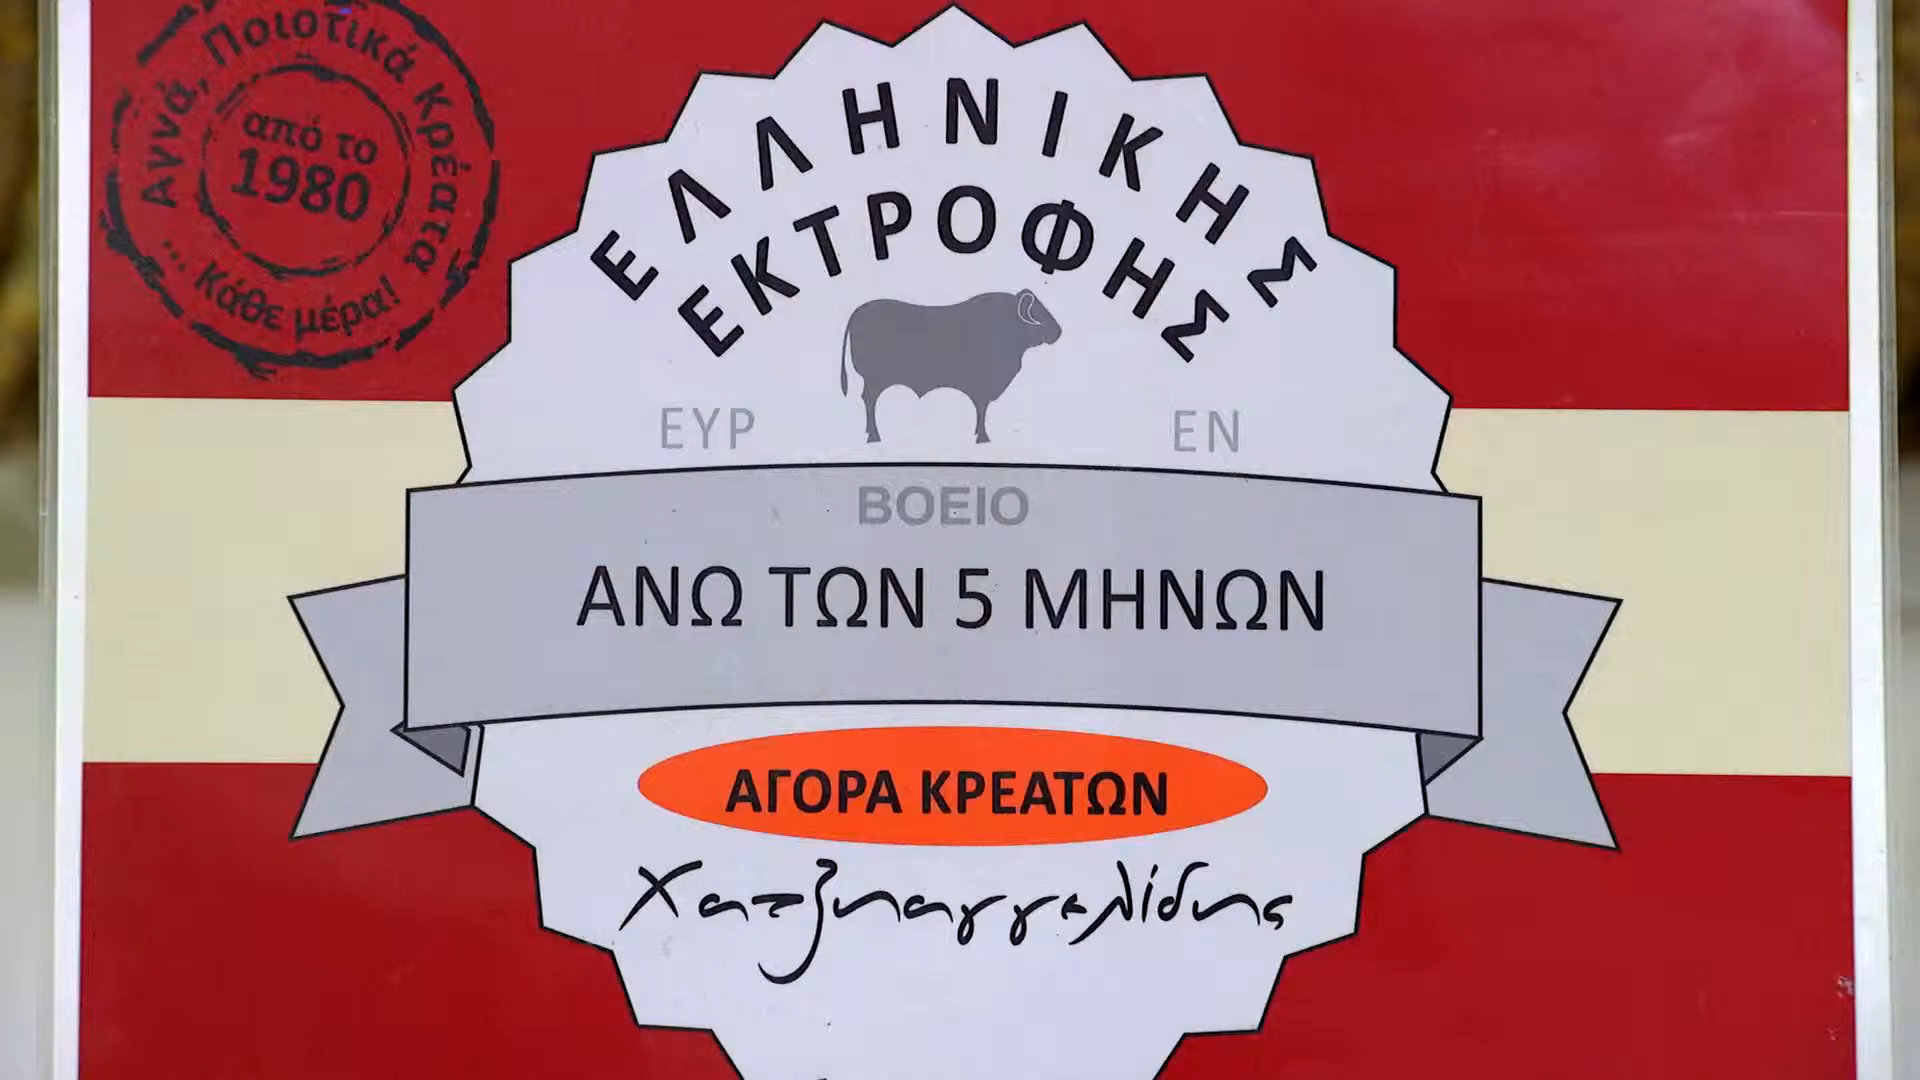 Αγνά, Ποιοτικά Κρέατα
από το
1980
... Κάθε μέρα!
ΕΛΛΗΝΙΚΗΣ
ΕΚΤΡΟΦΗΣ
ΕΥΡ ΕΝ
ΒΟΕΙΟ
ΑΝΩ ΤΩΝ 5 ΜΗΝΩΝ
ΑΓΟΡΑ ΚΡΕΑΤΩΝ
Χατζηαγγελίδης